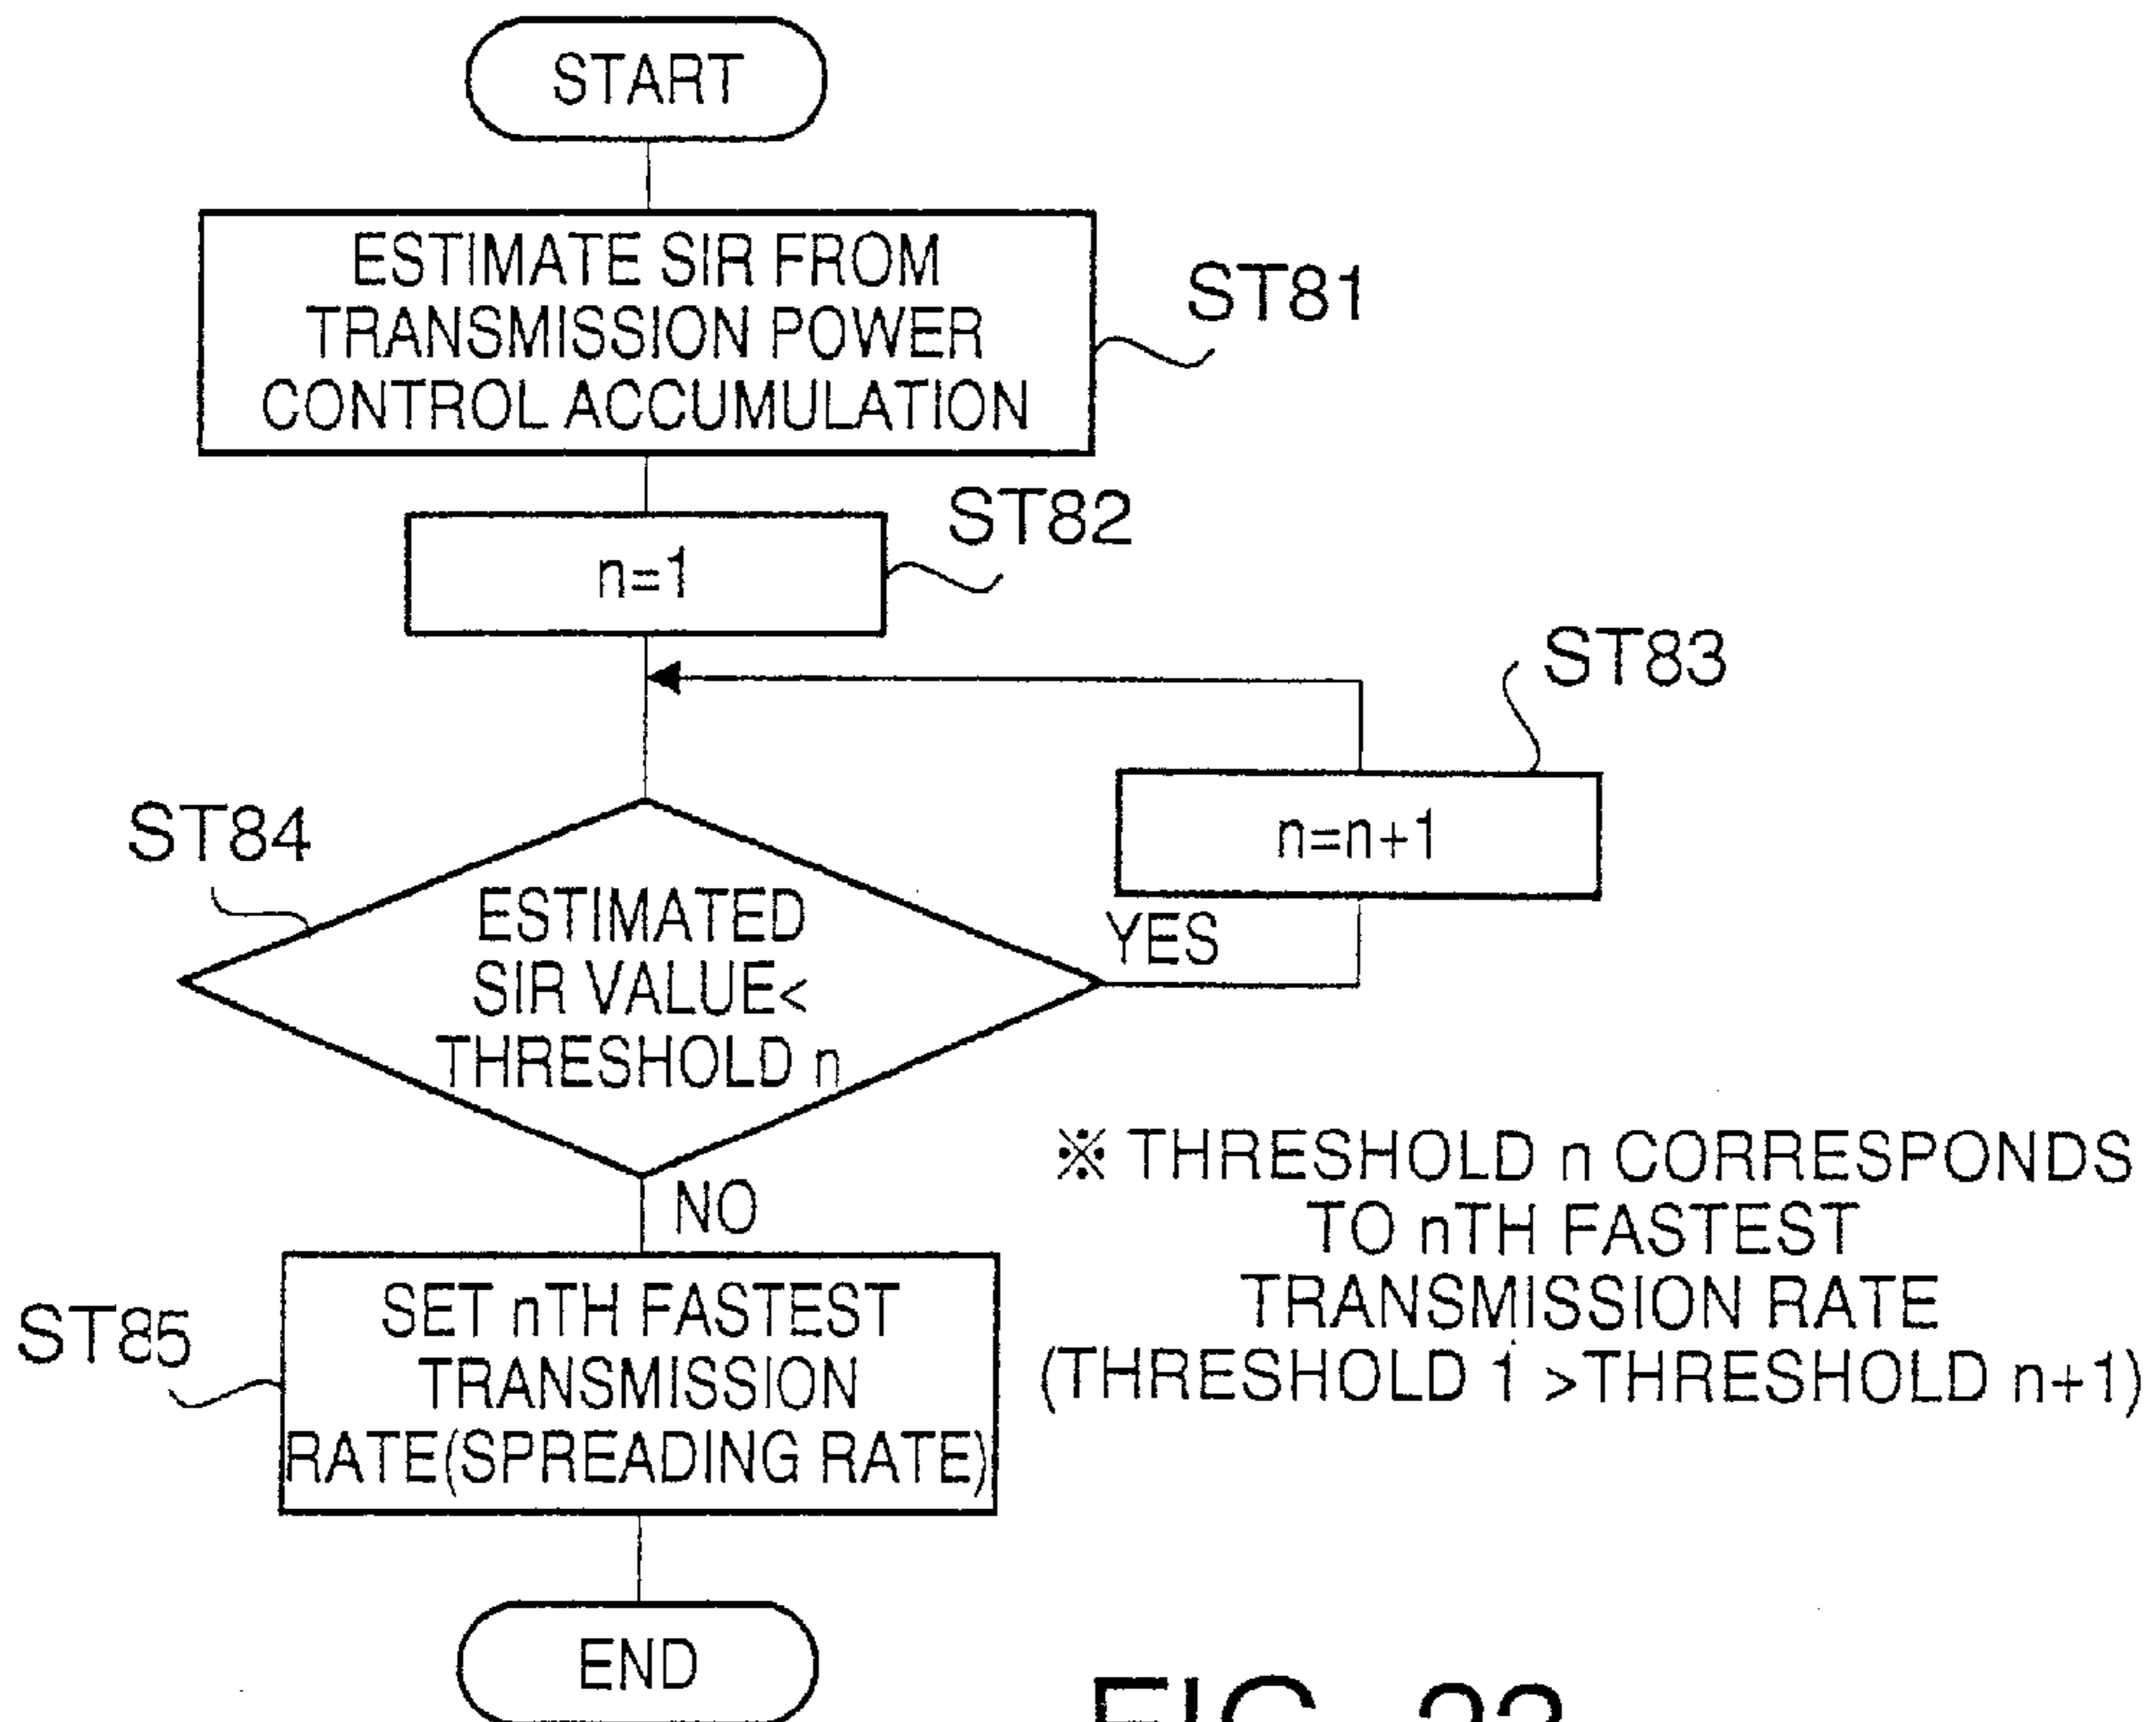 START
ESTIMATE SIR FROM
TRANSMISSION POWER
CONTROL ACCUMULATION
ST81
n=1
ST82
ST83
n=n+1
ST84
ESTIMATED
SIR VALUE<
THRESHOLD n
YES
NO
※ THRESHOLD n CORRESPONDS
TO nTH FASTEST
TRANSMISSION RATE
(THRESHOLD 1 >THRESHOLD n+1)
ST85
SET nTH FASTEST
TRANSMISSION
RATE(SPREADING RATE)
END